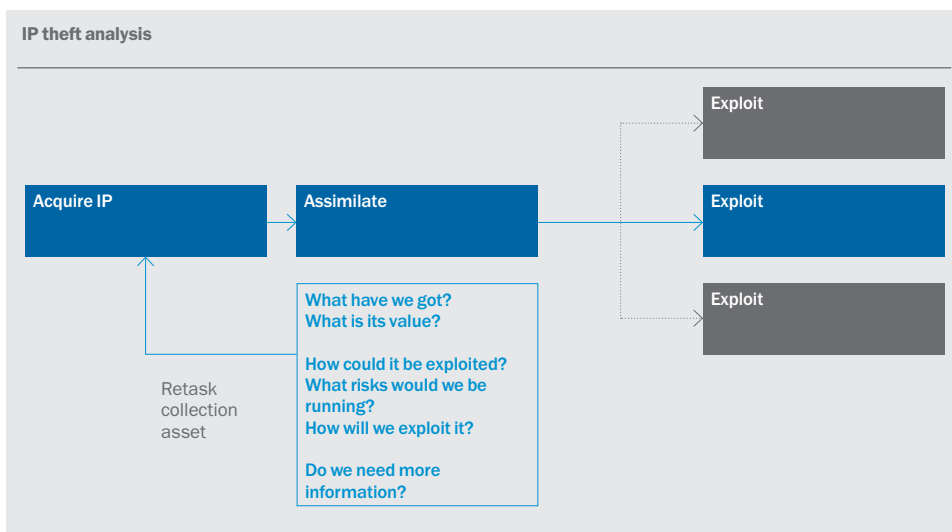 IP theft analysis
Exploit
Acquire IP
Assimilate
Exploit
What have we got?
What is its value?
How could it be exploited?
What risks would we be
running?
How will we exploit it?
Do we need more
information?
Exploit
Retask
collection
asset